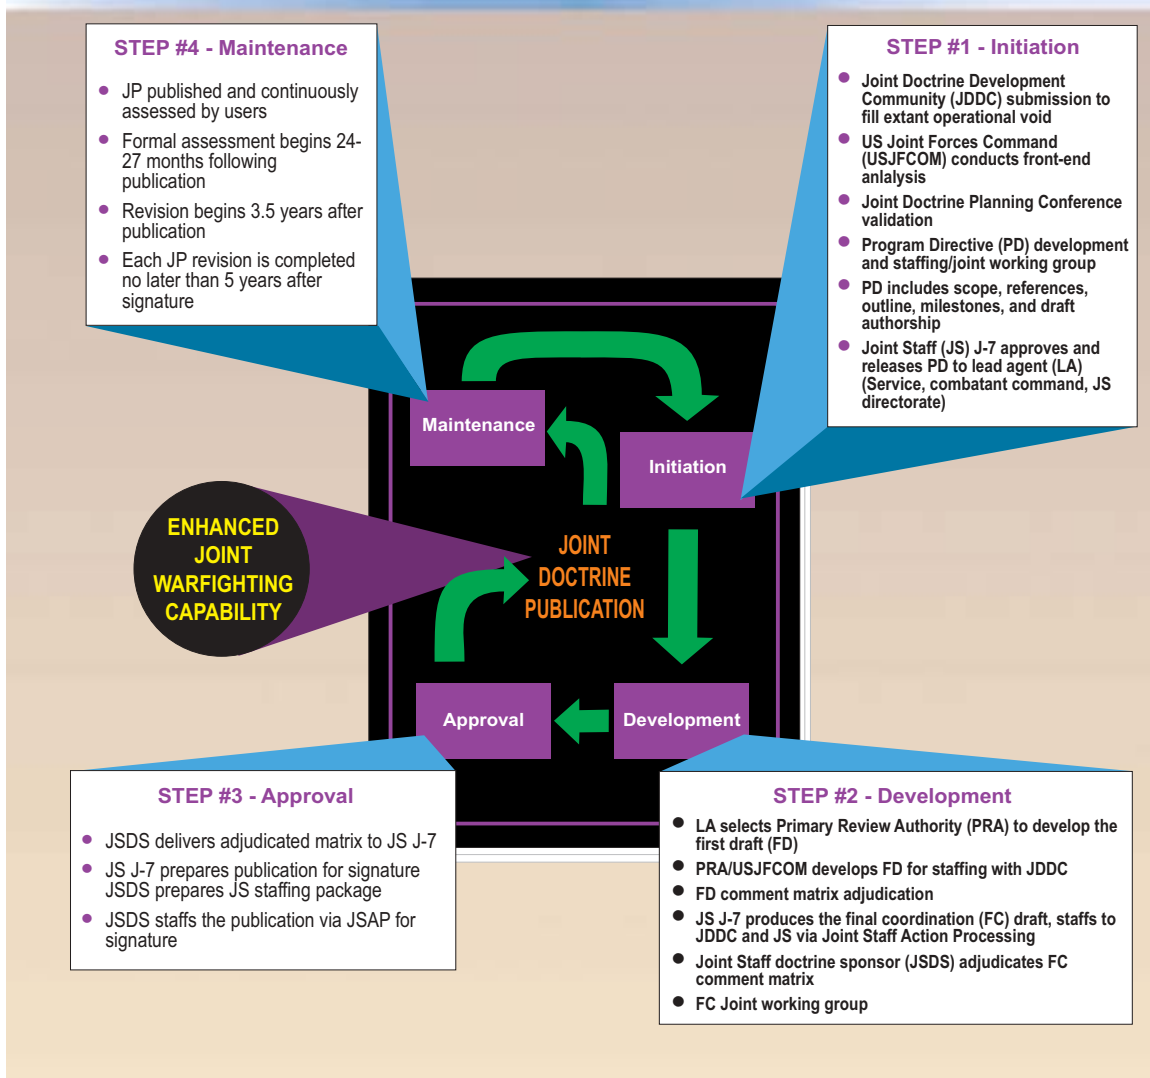 STEP #4 - Maintenance
JP published and continuously
assessed by users
Formal assessment begins 24-
27 months following
publication
Revision begins 3.5 years after
publication
Each JP revision is completed
no later than 5 years after
signature
STEP #1 - Initiation
Joint Doctrine Development
Community (JDDC) submission to
fill extant operational void
US Joint Forces Command
(USJFCOM) conducts front-end
anlalysis
Joint Doctrine Planning Conference
validation
Program Directive (PD) development
and staffing/joint working group
PD includes scope, references,
outline, milestones, and draft
authorship
Joint Staff (JS) J-7 approves and
releases PD to lead agent (LA)
(Service, combatant command, JS
directorate)
Maintenance
Initiation
ENHANCED
JOINT
WARFIGHTING
CAPABILITY
JOINT
DOCTRINE
PUBLICATION
Approval
Development
STEP #3 - Approval
JSDS delivers adjudicated matrix to JS J-7
JS J-7 prepares publication for signature
JSDS prepares JS staffing package
JSDS staffs the publication via JSAP for
signature
STEP #2 - Development
LA selects Primary Review Authority (PRA) to develop the
first draft (FD)
PRA/USJFCOM develops FD for staffing with JDDC
FD comment matrix adjudication
JS J-7 produces the final coordination (FC) draft, staffs to
JDDC and JS via Joint Staff Action Processing
Joint Staff doctrine sponsor (JSDS) adjudicates FC
comment matrix
FC Joint working group